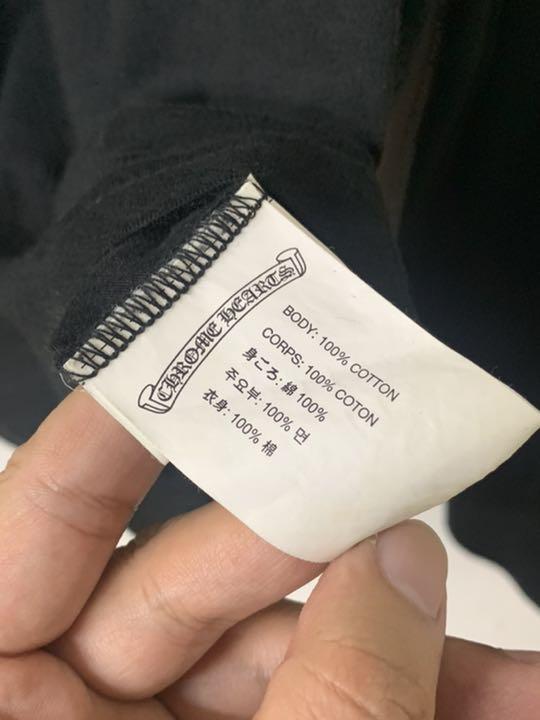 CHROME HEARTS
BODY: 100% COTTON
CORPS: 100% COTON
身ごろ: 綿 100%
주요부: 100% 면
衣身: 100% 棉